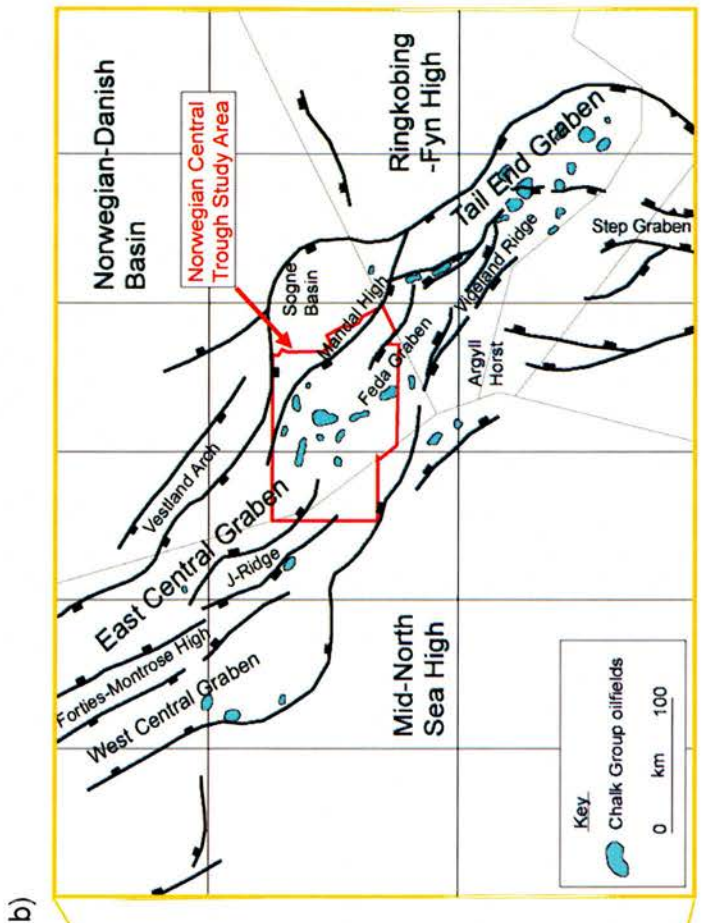 b)
Norwegian-Danish
Basin
Norwegian Central
Trough Study Area
Ringkobing
-Fyn High
Sogne
Basin
Tail End Graben
Mandal High
Vestland Arch
Feda Graben
Vigeland Ridge
Step Graben
Argyll
Horst
East Central Graben
J-Ridge
Forties-Montrose High
West Central Graben
Mid-North
Sea High
Key
Chalk Group oilfields
0 km 100